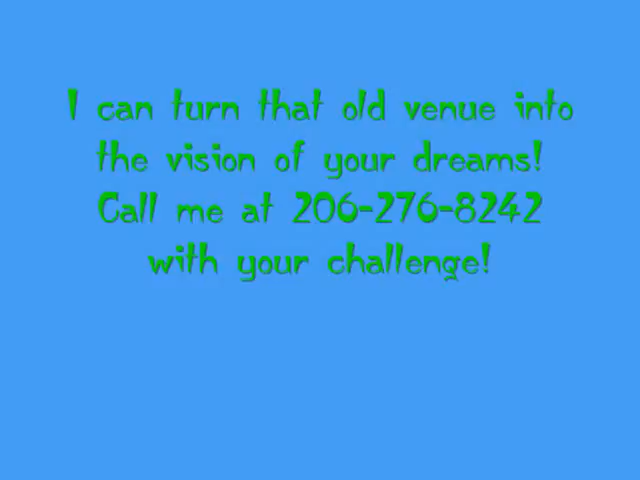 I can turn that old venue into
the vision of your dreams!
Call me at 206-276-8242
with your challenge!